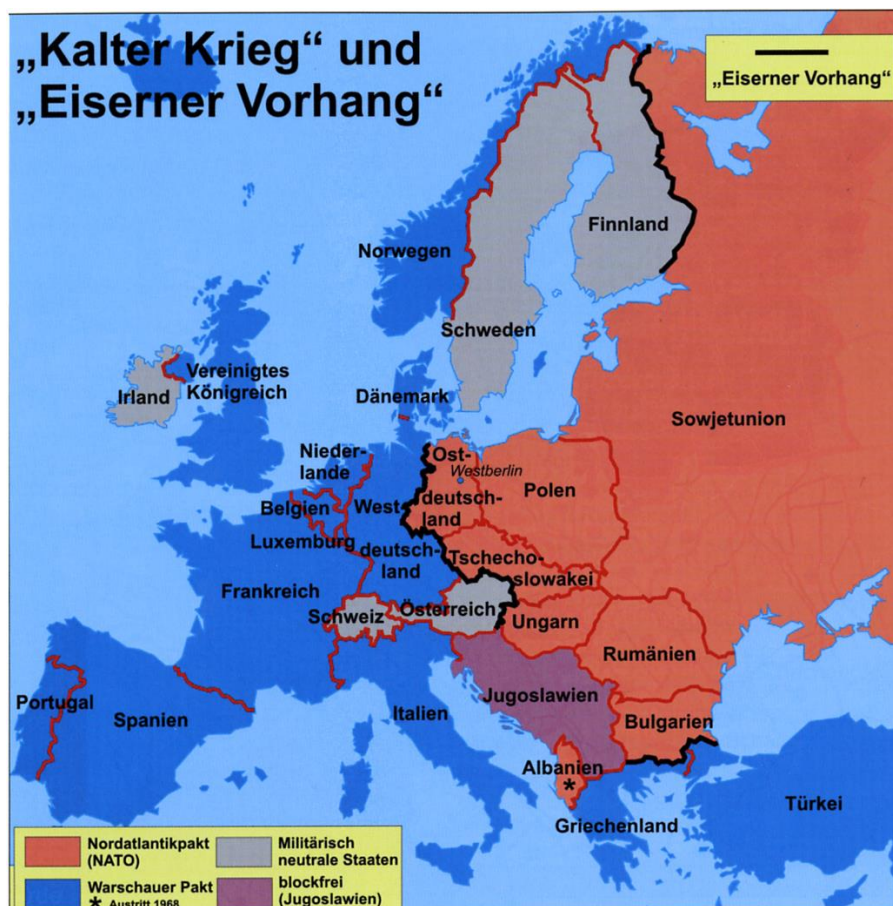 „Kalter Krieg“ und
„Eiserner Vorhang“
„Eiserner Vorhang“
Finnland
Norwegen
Schweden
Vereinigtes
Königreich
Irland
Dänemark
Sowjetunion
Nieder-
lande
Ost-
Westberlin
Polen
Belgien
West-
deutsch-
land
Luxemburg
deutsch-
land
Tschecho-
slowakei
Frankreich
Schweiz
Österreich
Ungarn
Rumänien
Jugoslawien
Portugal
Spanien
Italien
Bulgarien
Albanien
*
Türkei
Griechenland
Nordatlantikpakt
(NATO)
Militärisch
neutrale Staaten
Warschauer Pakt
* Austritt 1968
blockfrei
(Jugoslawien)